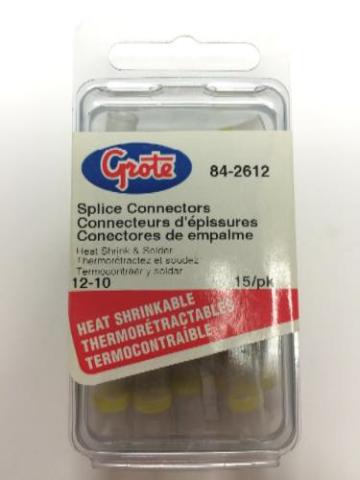 Grote
84-2612
Splice Connectors
Connecteurs d'épissures
Conectores de empalme
Heat Shrink & Solder
Thermorétractez et soudez
Termocontraer y soldar
12-10 15/pk
HEAT SHRINKABLE
THERMORÉTRACTABLES
TERMOCONTRAÍBLE